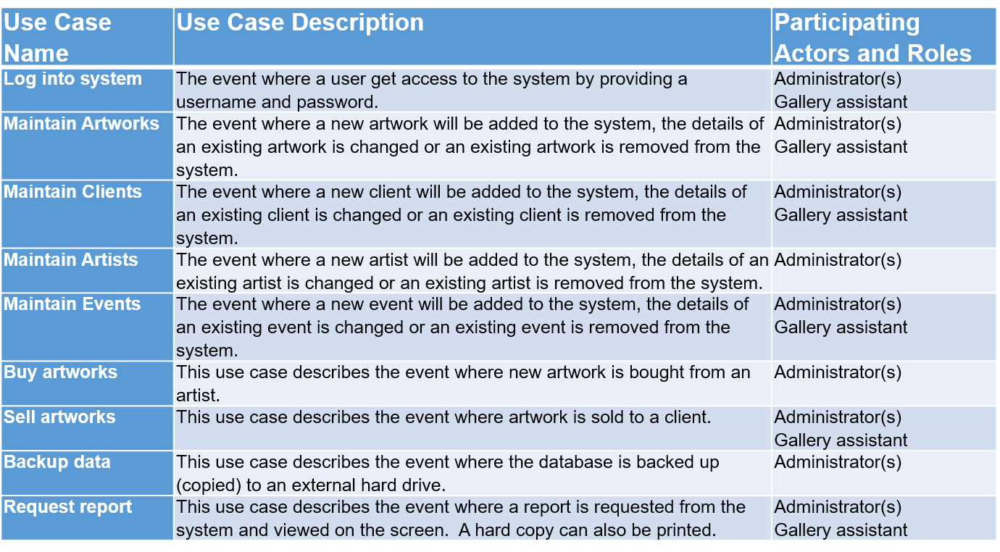 Use Case
Name
Use Case Description
Participating
Actors and Roles
Log into system
The event where a user get access to the system by providing a
username and password.
Administrator(s)
Gallery assistant
Maintain Artworks
The event where a new artwork will be added to the system, the details of
an existing artwork is changed or an existing artwork is removed from the
system.
Administrator(s)
Gallery assistant
Maintain Clients
The event where a new client will be added to the system, the details of
an existing client is changed or an existing client is removed from the
system.
Administrator(s)
Gallery assistant
Maintain Artists
The event where a new artist will be added to the system, the details of an
existing artist is changed or an existing artist is removed from the system.
Administrator(s)
Maintain Events
The event where a new event will be added to the system, the details of
an existing event is changed or an existing event is removed from the
system.
Administrator(s)
Gallery assistant
Buy artworks
This use case describes the event where new artwork is bought from an
artist.
Administrator(s)
Sell artworks
This use case describes the event where artwork is sold to a client.
Administrator(s)
Gallery assistant
Backup data
This use case describes the event where the database is backed up
(copied) to an external hard drive.
Administrator(s)
Request report
This use case describes the event where a report is requested from the
system and viewed on the screen.  A hard copy can also be printed.
Administrator(s)
Gallery assistant